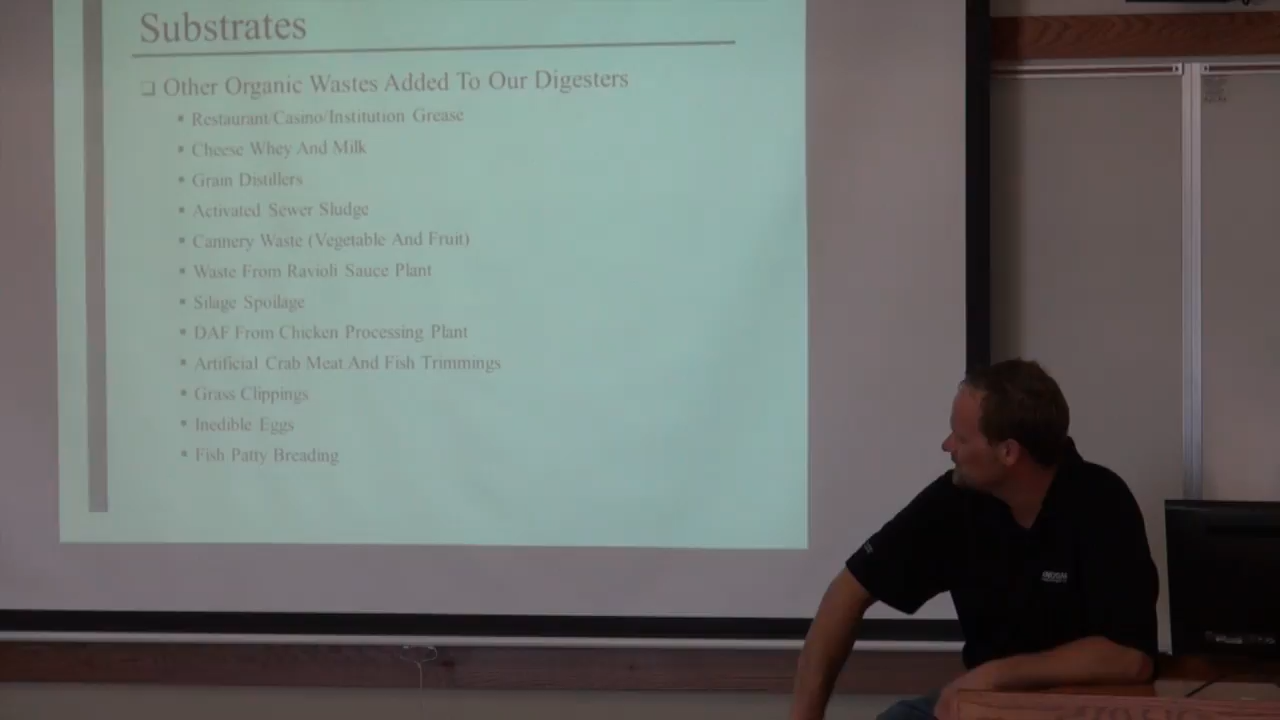 Substrates
❑ Other Organic Wastes Added To Our Digesters
▪ Restaurant/Casino/Institution Grease
▪ Cheese Whey And Milk
▪ Grain Distillers
▪ Activated Sewer Sludge
▪ Cannery Waste (Vegetable And Fruit)
▪ Waste From Ravioli Sauce Plant
▪ Silage Spoilage
▪ DAF From Chicken Processing Plant
▪ Artificial Crab Meat And Fish Trimmings
▪ Grass Clippings
▪ Inedible Eggs
▪ Fish Patty Breading